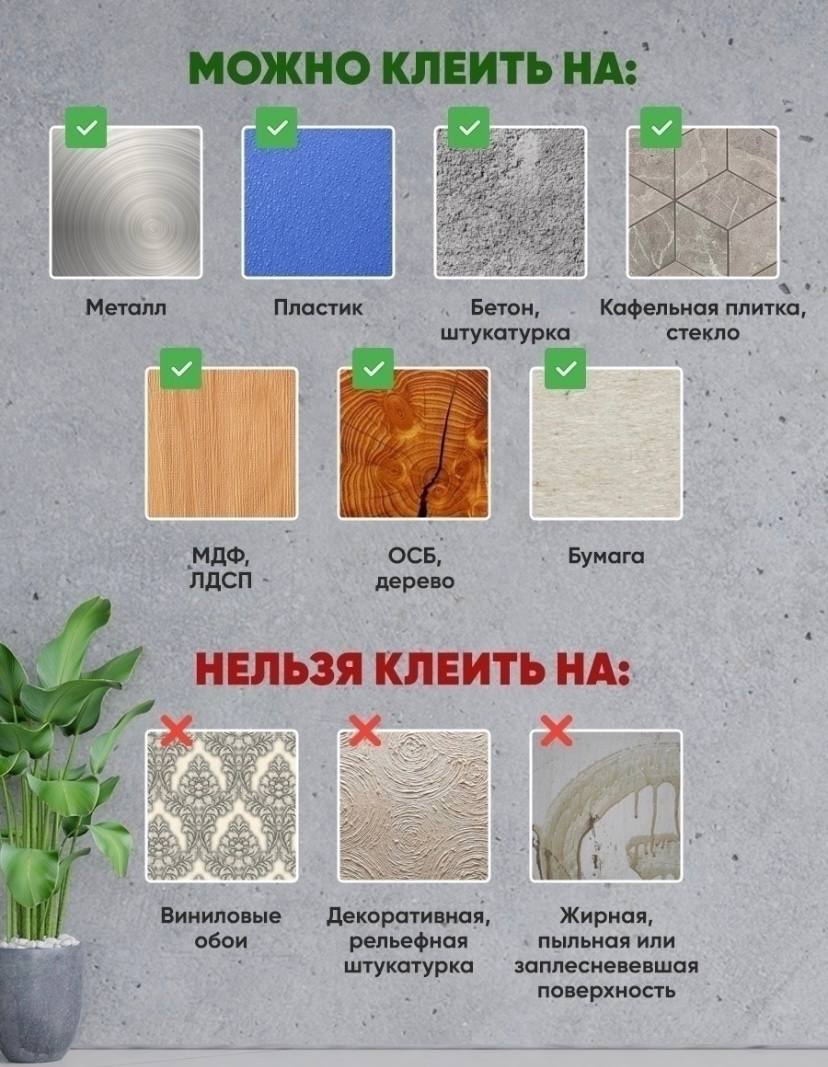 МОЖНО КЛЕИТЬ НА:
Металл
Пластик
Бетон,
штукатурка
Кафельная плитка,
стекло
МДФ,
ЛДСП
ОСБ,
дерево
Бумага
НЕЛЬЗЯ КЛЕИТЬ НА:
Виниловые
обои
Декоративная,
рельефная
штукатурка
Жирная,
пыльная или
заплесневевшая
поверхность